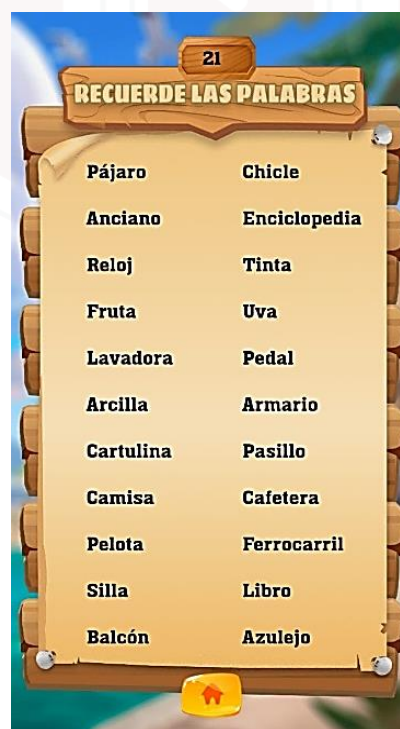 21
RECUERDE LAS PALABRAS
Pájaro Chicle
Anciano Enciclopedia
Reloj Tinta
Fruta Uva
Lavadora Pedal
Arcilla Armario
Cartulina Pasillo
Camisa Cafetera
Pelota Ferrocarril
Silla Libro
Balcón Azulejo